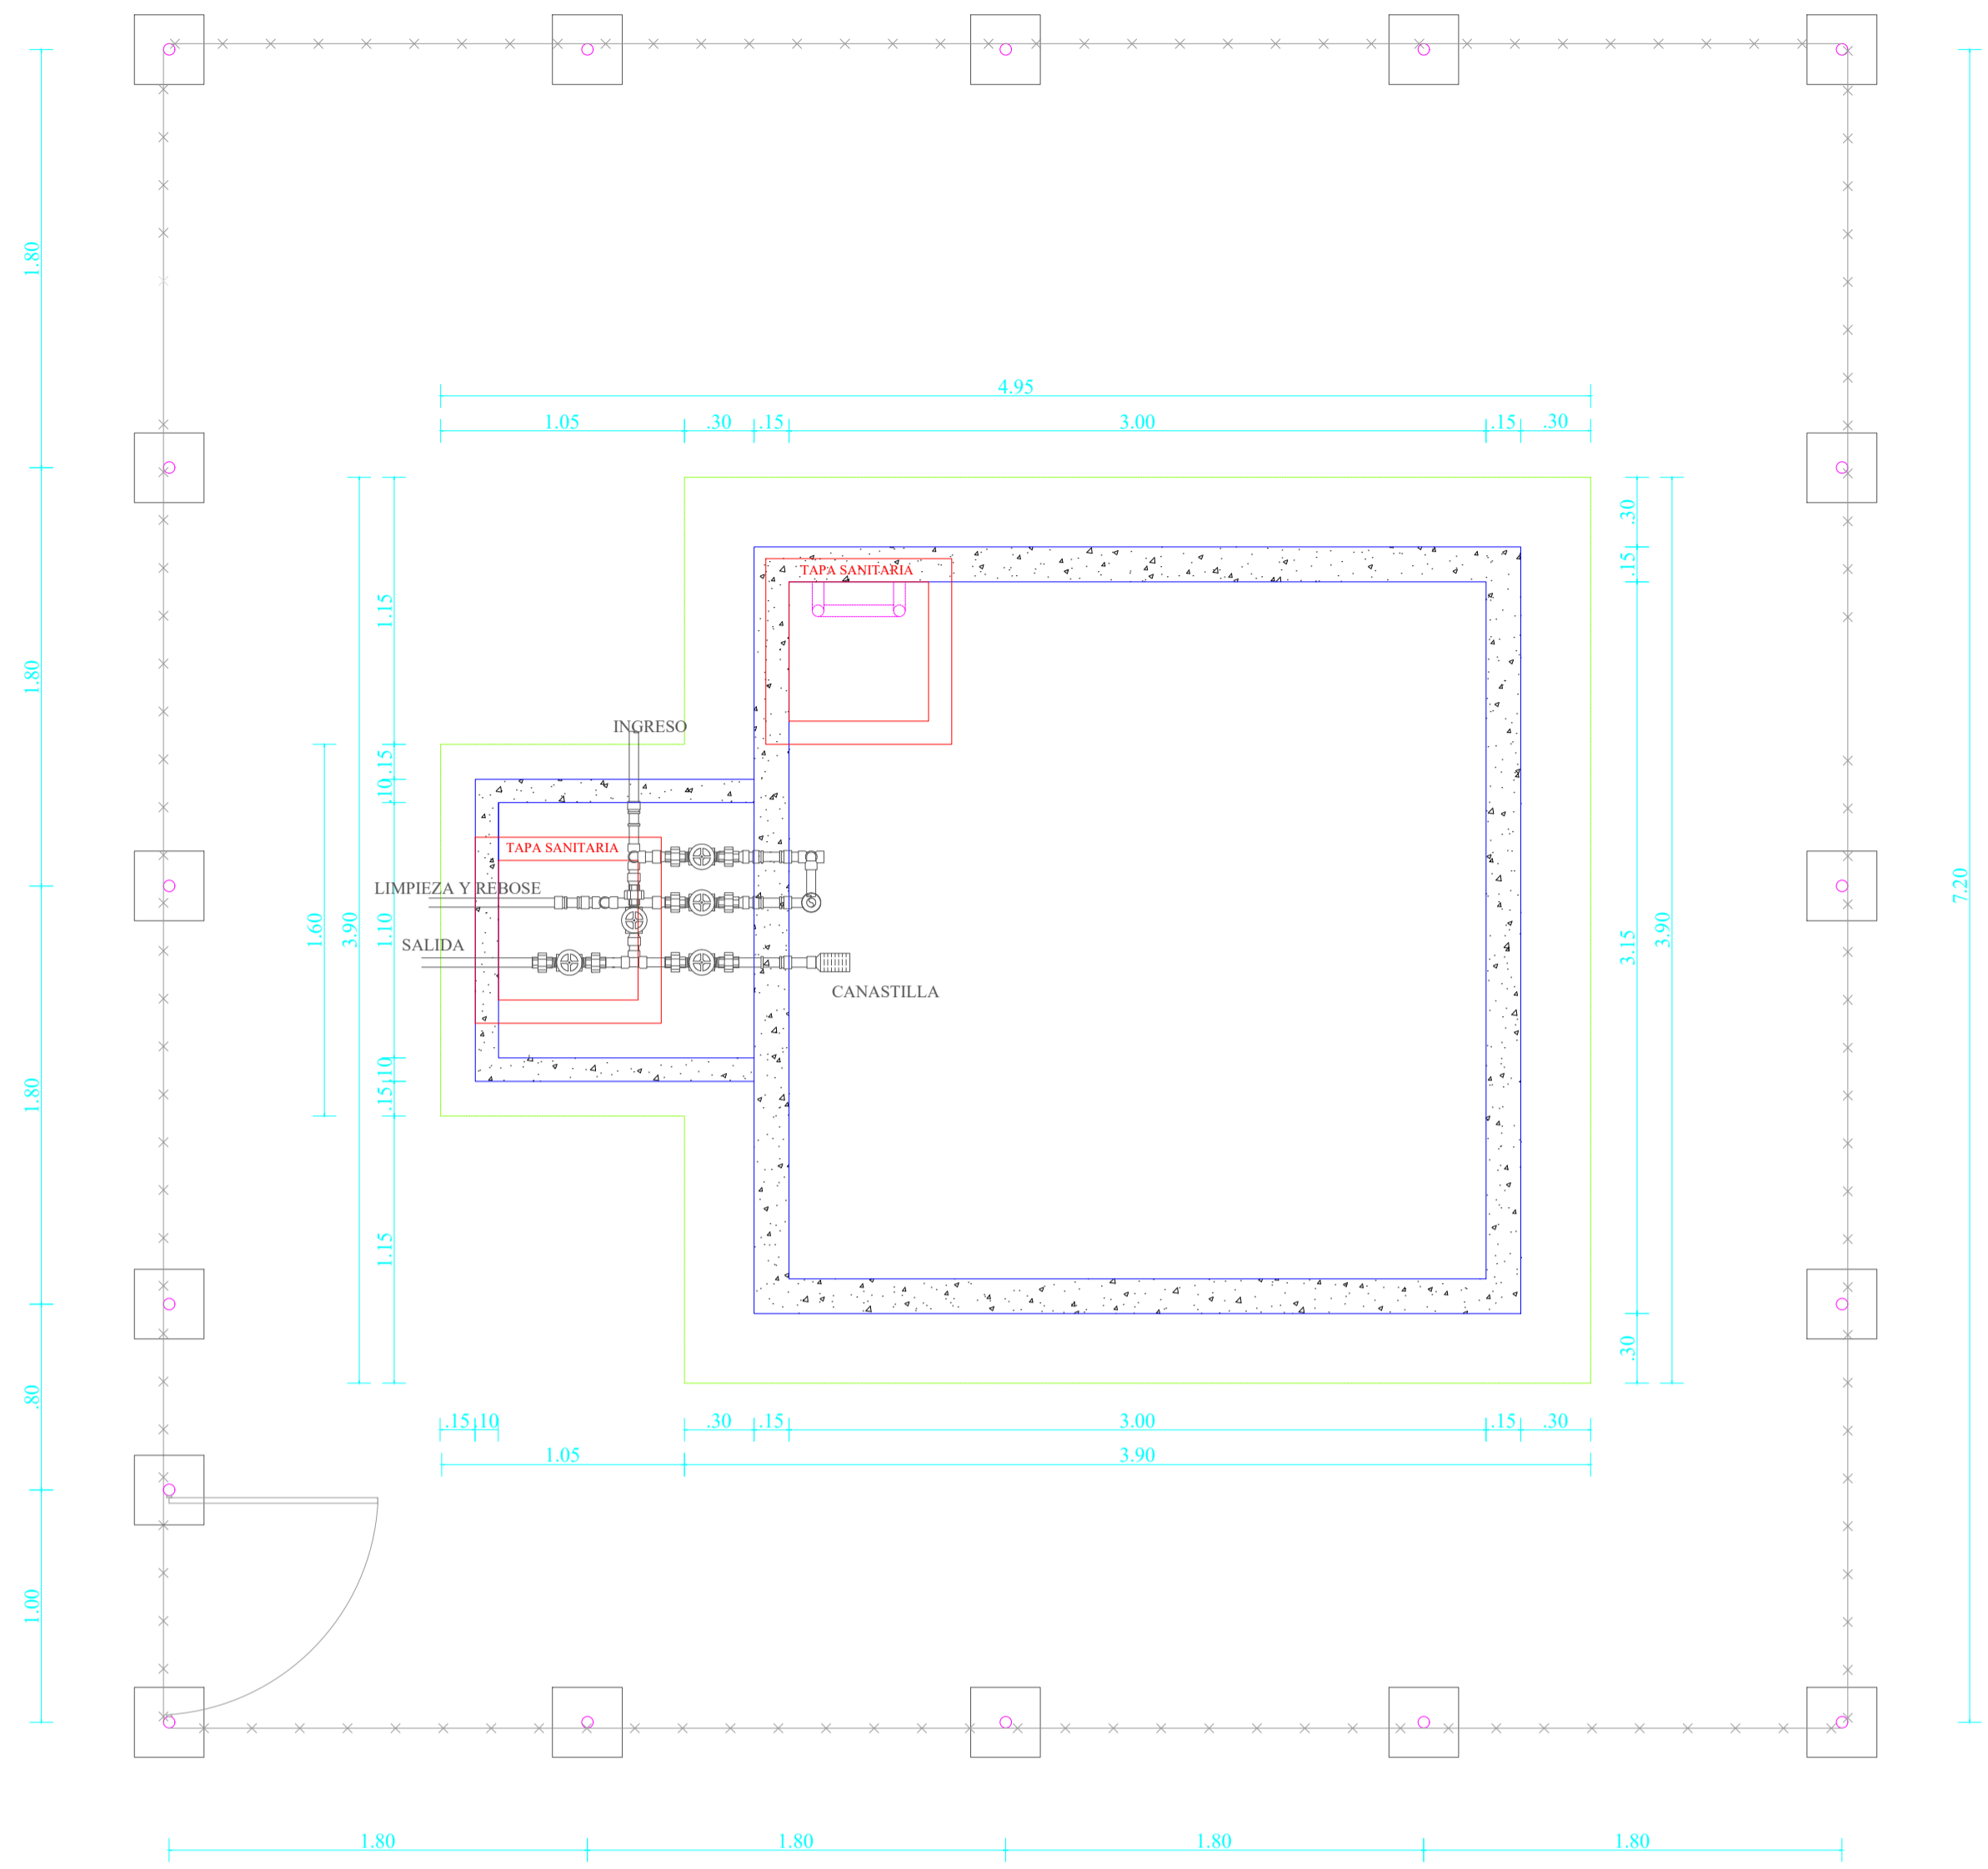 4.95
1.05 .30 .15 3.00 .15 .30
1.80
.30
.15
TAPA SANITARIA
1.15
1.80
INGRESO
.15
.10
TAPA SANITARIA
LIMPIEZA Y REBOSE
1.60
3.90
1.10
SALIDA
CANASTILLA
3.15
3.90
7.20
1.80
.10
.15
1.15
.30
.80
.15 .10 .30 .15 3.00 .15 .30
1.05 3.90
1.00
1.80 1.80 1.80 1.80